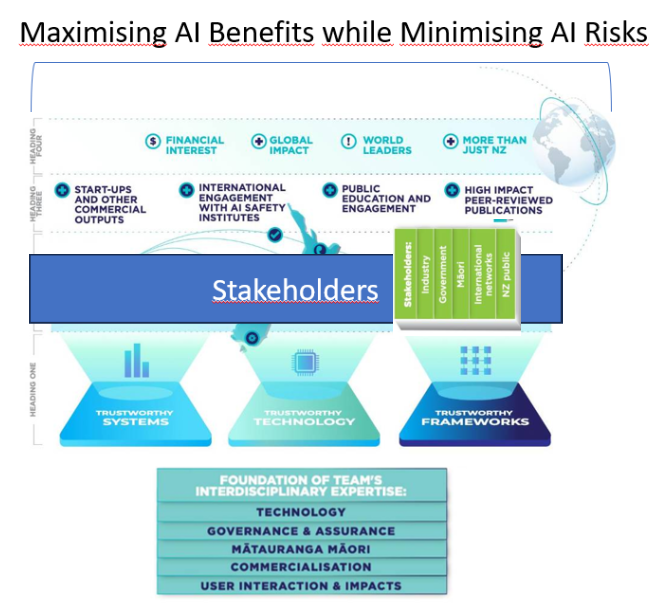 Maximising AI Benefits while Minimising AI Risks
HEADING
FOUR
FINANCIAL
INTEREST
GLOBAL
IMPACT
WORLD
LEADERS
MORE THAN
JUST NZ
HEADING
THREE
START-UPS
AND OTHER
COMMERCIAL
OUTPUTS
INTERNATIONAL
ENGAGEMENT
WITH AI SAFETY
INSTITUTES
PUBLIC
EDUCATION AND
ENGAGEMENT
HIGH IMPACT
PEER-REVIEWED
PUBLICATIONS
Stakeholders
Stakeholders:
Industry
Government
Māori
International
networks
NZ public
HEADING ONE
TRUSTWORTHY
SYSTEMS
TRUSTWORTHY
TECHNOLOGY
TRUSTWORTHY
FRAMEWORKS
FOUNDATION OF TEAM'S
INTERDISCIPLINARY EXPERTISE:
TECHNOLOGY
GOVERNANCE & ASSURANCE
MĀTAURANGA MĀORI
COMMERCIALISATION
USER INTERACTION & IMPACTS